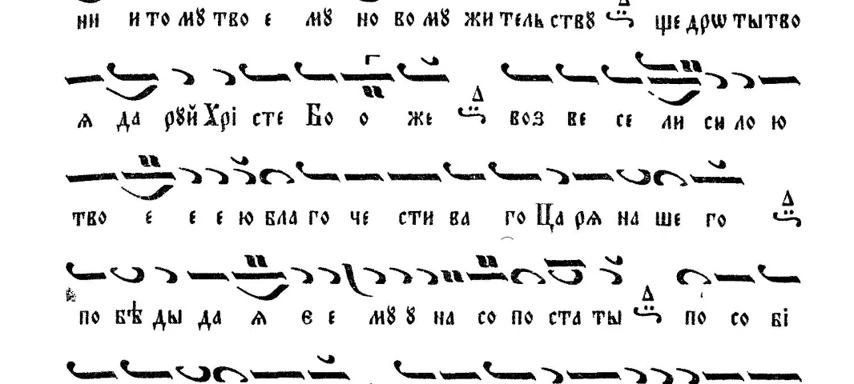 ни и то мꙋ тво е мꙋ но во мꙋ жи тель ствꙋ ще дрѡ ты тво
ѧ да рꙋй Хрі сте Бо о же воз ве се ли си ло ю
тво е е е ю бла го че сти ва го Ца рѧ на ше го
по бѣ ды да ѧ є е мꙋ ꙋ на со по ста ты по со бі